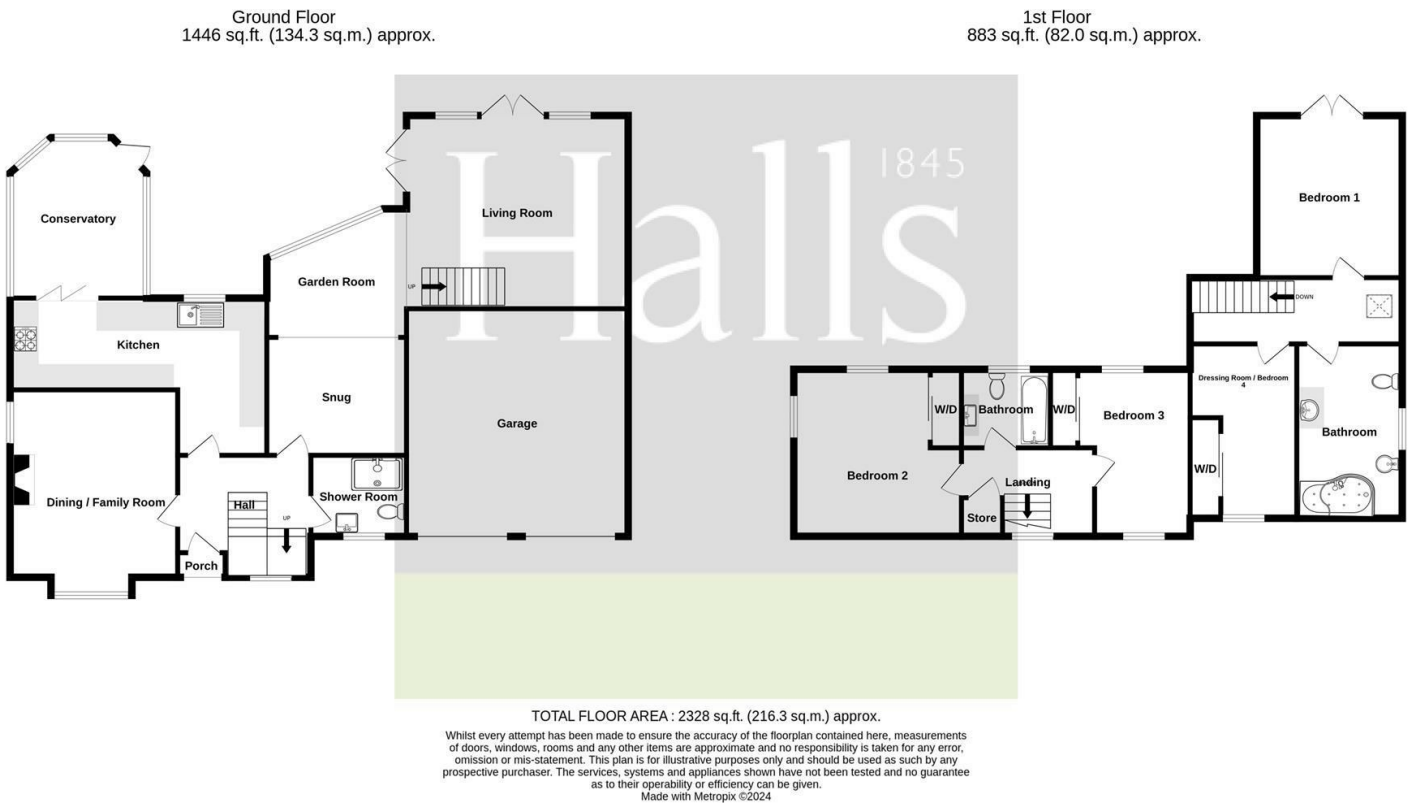 Ground Floor
1446 sq.ft. (134.3 sq.m.) approx.
1st Floor
883 sq.ft. (82.0 sq.m.) approx.
Halls
1845
Conservatory
Living Room
Garden Room
UP
Kitchen
Snug
Garage
Dining / Family Room
Hall
UP
Shower Room
Porch
Bedroom 1
DOWN
Dressing Room / Bedroom
4
W/D
Bathroom
W/D
Bathroom
W/D
Bedroom 3
Bedroom 2
Landing
Store
TOTAL FLOOR AREA : 2328 sq.ft. (216.3 sq.m.) approx.
Whilst every attempt has been made to ensure the accuracy of the floorplan contained here, measurements
of doors, windows, rooms and any other items are approximate and no responsibility is taken for any error,
omission or mis-statement. This plan is for illustrative purposes only and should be used as such by any
prospective purchaser. The services, systems and appliances shown have not been tested and no guarantee
as to their operability or efficiency can be given.
Made with Metropix ©2024